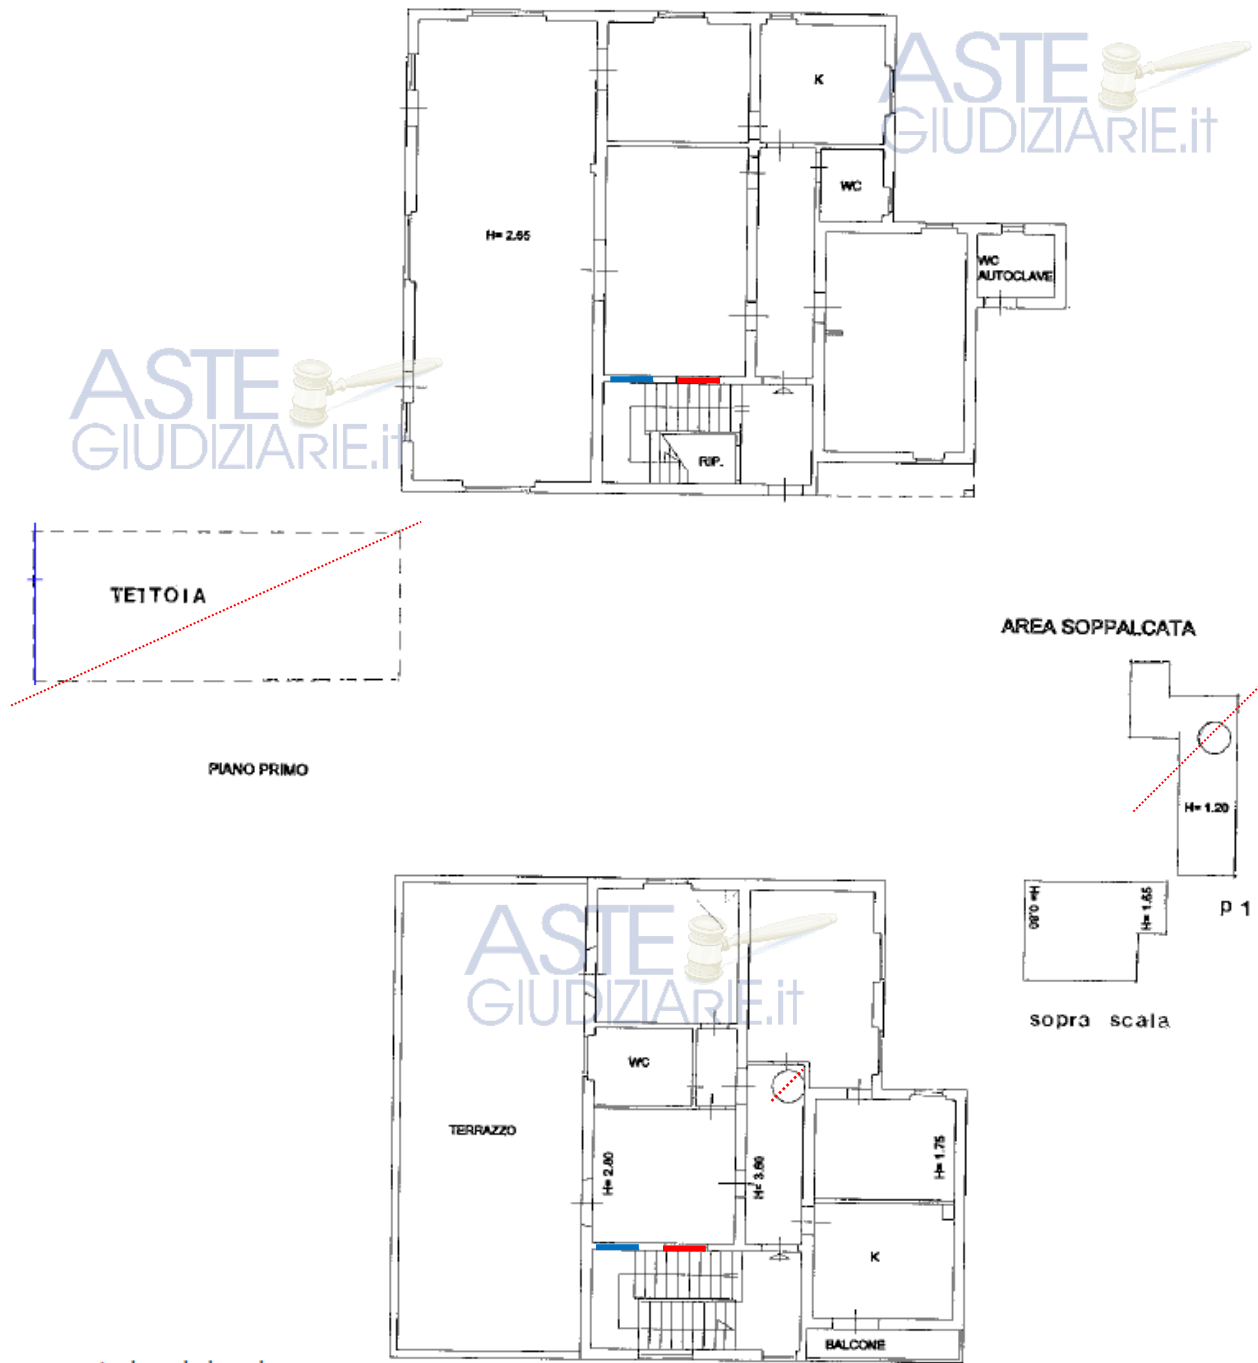 ASTE
GIUDIZIARIE.it
K
WC
H= 2.65
WC
AUTOCLAVE
ASTE
GIUDIZIARIE.it
RIP.
TETTOIA
AREA SOPPALCATA
PIANO PRIMO
H= 1.20
H= 0.80
H= 1.65
p 1
ASTE
GIUDIZIARIE.it
sopra scala
WC
TERRAZZO
H= 2.80
H= 3.60
H= 1.75
K
BALCONE